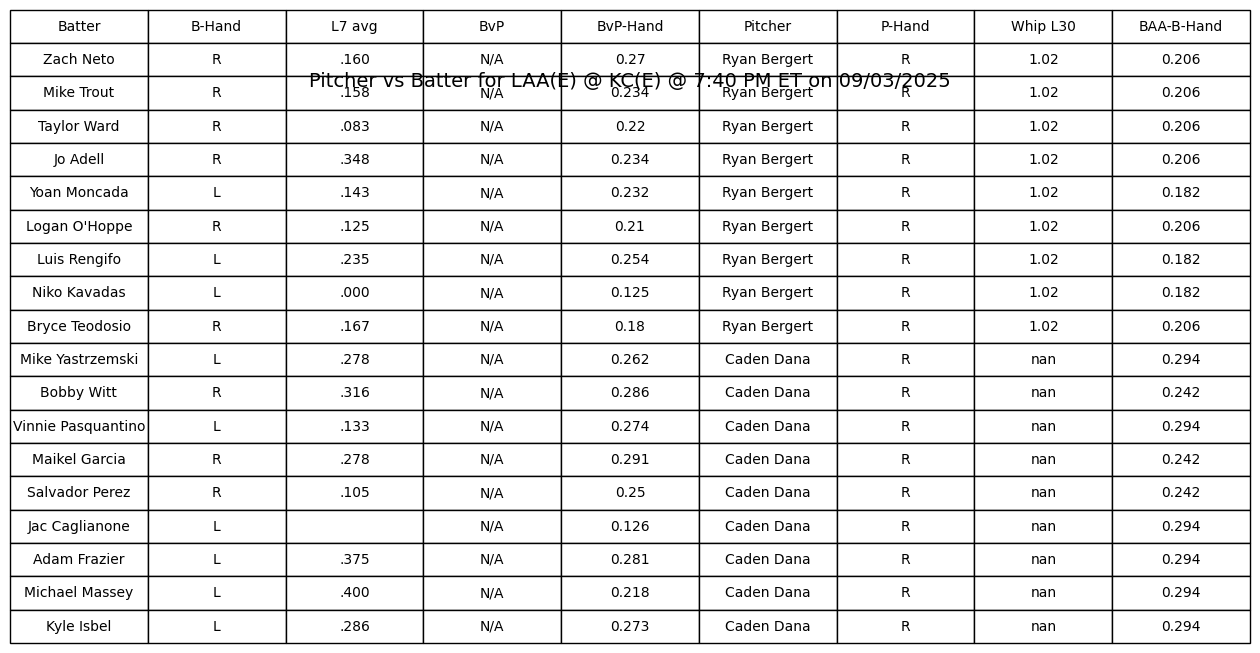 Batter B-Hand L7 avg BvP BvP-Hand Pitcher P-Hand Whip L30 BAA-B-Hand
Zach Neto R .160 N/A 0.27 Ryan Bergert R 1.02 0.206
Pitcher vs Batter for LAA(E) @ KC(E) @ 7:40 PM ET on 09/03/2025
Mike Trout R .158 N/A 0.234 Ryan Bergert R 1.02 0.206
Taylor Ward R .083 N/A 0.22 Ryan Bergert R 1.02 0.206
Jo Adell R .348 N/A 0.234 Ryan Bergert R 1.02 0.206
Yoan Moncada L .143 N/A 0.232 Ryan Bergert R 1.02 0.182
Logan O'Hoppe R .125 N/A 0.21 Ryan Bergert R 1.02 0.206
Luis Rengifo L .235 N/A 0.254 Ryan Bergert R 1.02 0.182
Niko Kavadas L .000 N/A 0.125 Ryan Bergert R 1.02 0.182
Bryce Teodosio R .167 N/A 0.18 Ryan Bergert R 1.02 0.206
Mike Yastrzemski L .278 N/A 0.262 Caden Dana R nan 0.294
Bobby Witt R .316 N/A 0.286 Caden Dana R nan 0.242
Vinnie Pasquantino L .133 N/A 0.274 Caden Dana R nan 0.294
Maikel Garcia R .278 N/A 0.291 Caden Dana R nan 0.242
Salvador Perez R .105 N/A 0.25 Caden Dana R nan 0.242
Jac Caglianone L N/A 0.126 Caden Dana R nan 0.294
Adam Frazier L .375 N/A 0.281 Caden Dana R nan 0.294
Michael Massey L .400 N/A 0.218 Caden Dana R nan 0.294
Kyle Isbel L .286 N/A 0.273 Caden Dana R nan 0.294